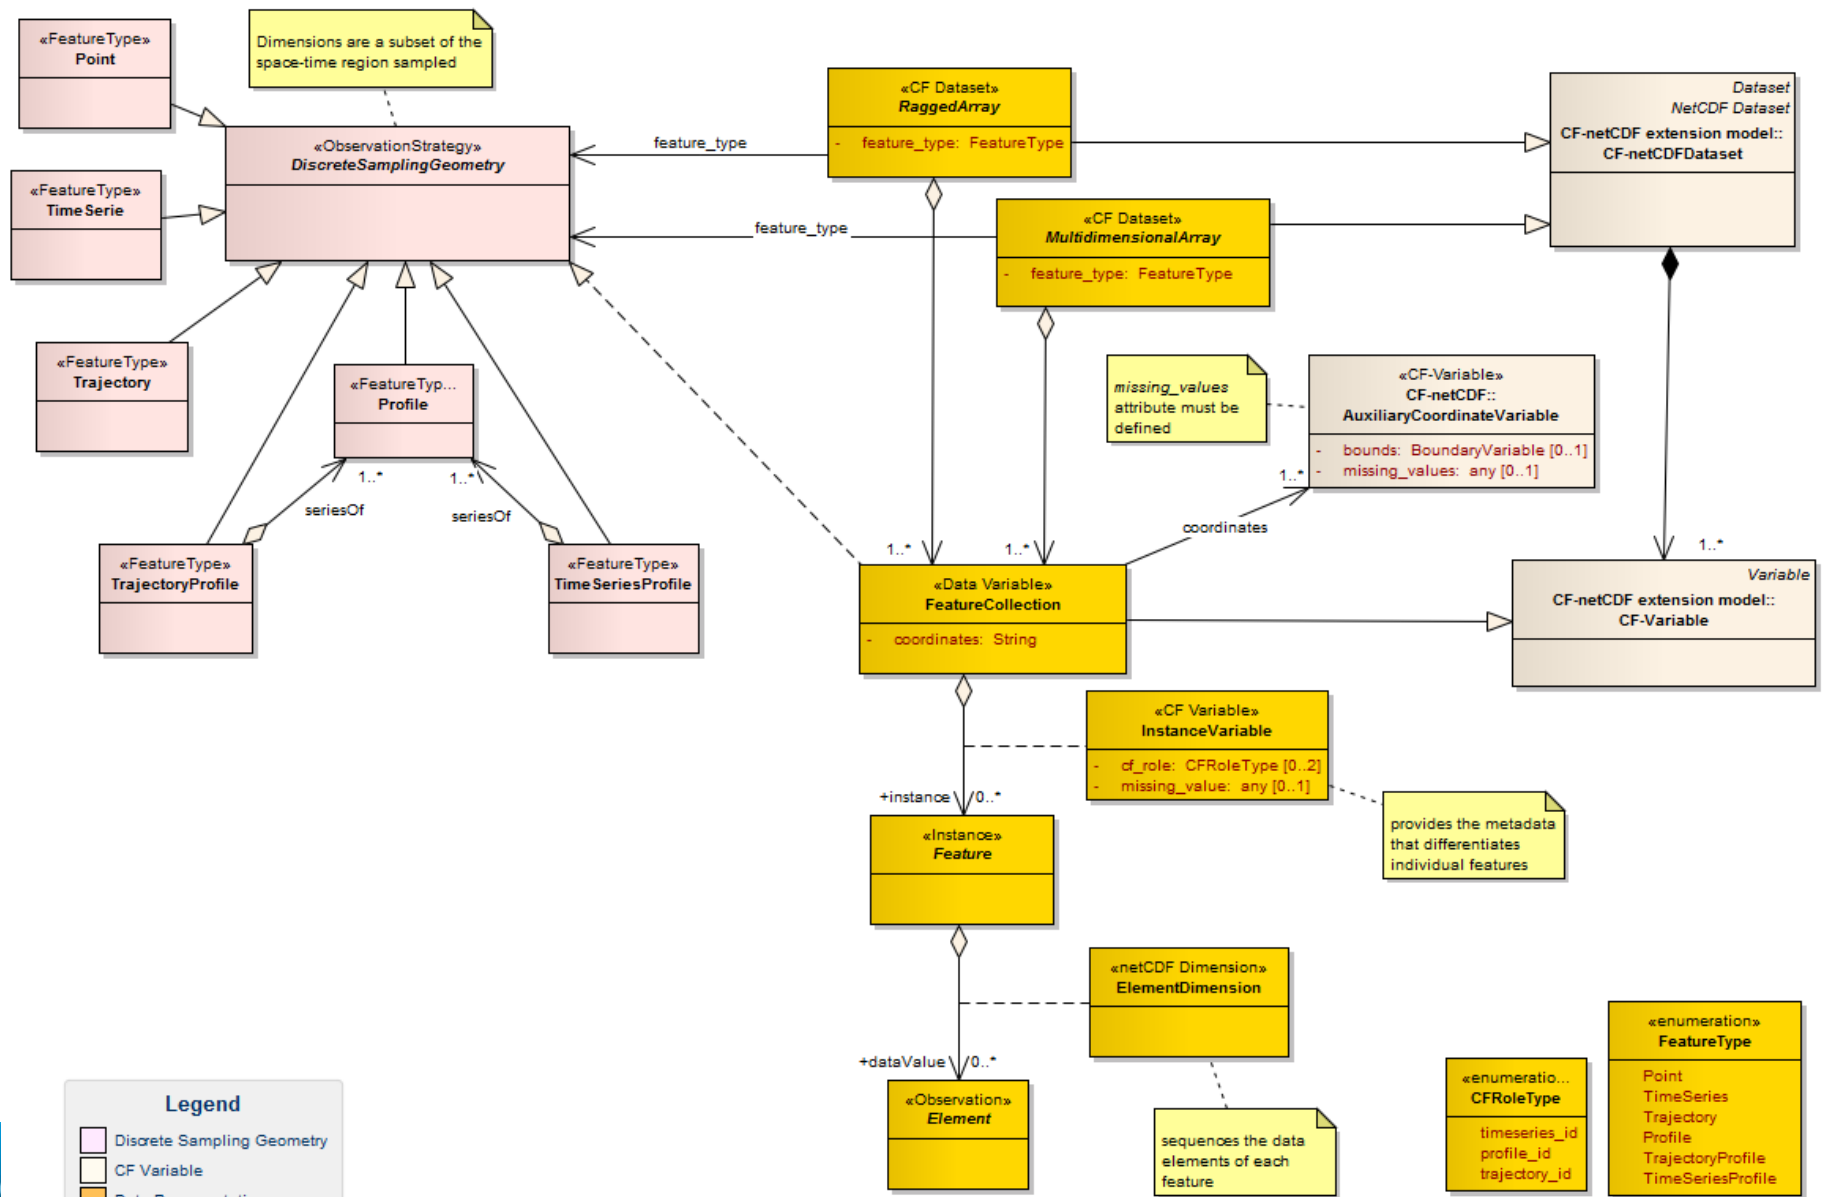 «FeatureType»
Point
Dimensions are a subset of the
space-time region sampled
«CF Dataset»
RaggedArray
- feature_type: FeatureType
Dataset
NetCDF Dataset
CF-netCDF extension model::
CF-netCDFDataset
«ObservationStrategy»
DiscreteSamplingGeometry
feature_type
«FeatureType»
TimeSerie
feature_type
«CF Dataset»
MultidimensionalArray
- feature_type: FeatureType
«FeatureType»
Trajectory
«FeatureTyp...
Profile
missing_values
attribute must be
defined
«CF-Variable»
CF-netCDF::
AuxiliaryCoordinateVariable
- bounds: BoundaryVariable [0..1]
- missing_values: any [0..1]
1..*
1..*
1..*
seriesOf
seriesOf
coordinates
1..*
1..*
1..*
«FeatureType»
TrajectoryProfile
«FeatureType»
TimeSeriesProfile
«Data Variable»
FeatureCollection
- coordinates: String
Variable
CF-netCDF extension model::
CF-Variable
«CF Variable»
InstanceVariable
- cf_role: CFRoleType [0..2]
- missing_value: any [0..1]
+instance
0..*
provides the metadata
that differentiates
individual features
«Instance»
Feature
«netCDF Dimension»
ElementDimension
+dataValue
0..*
«Observation»
Element
sequences the data
elements of each
feature
«enumeratio...
CFRoleType
timeseries_id
profile_id
trajectory_id
«enumeration»
FeatureType
Point
TimeSeries
Trajectory
Profile
TrajectoryProfile
TimeSeriesProfile
Legend
Discrete Sampling Geometry
CF Variable